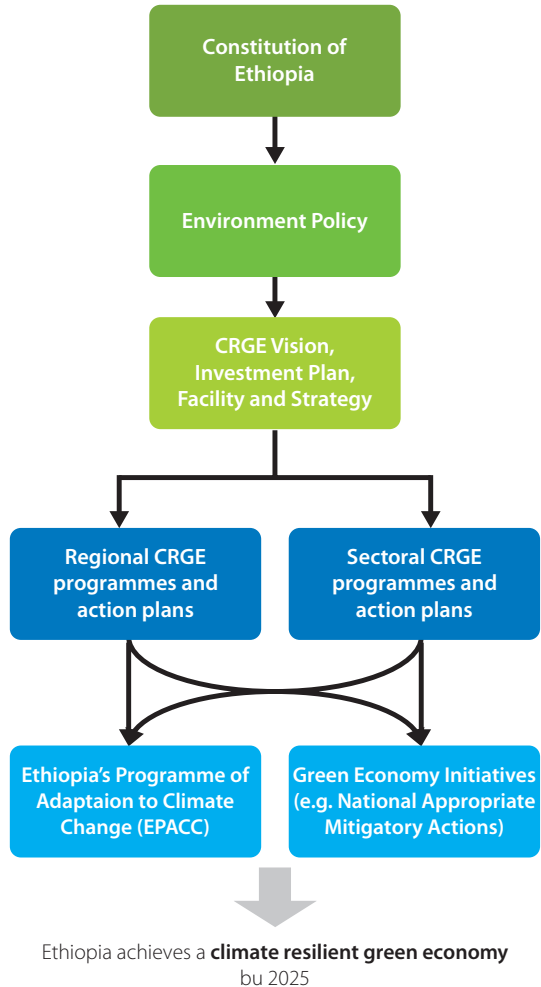 Constitution of
Ethiopia
Environment Policy
CRGE Vision,
Investment Plan,
Facility and Strategy
Regional CRGE
programmes and
action plans
Sectoral CRGE
programmes and
action plans
Ethiopia’s Programme of
Adaptaion to Climate
Change (EPACC)
Green Economy Initiatives
(e.g. National Appropriate
Mitigatory Actions)
Ethiopia achieves a climate resilient green economy
bu 2025